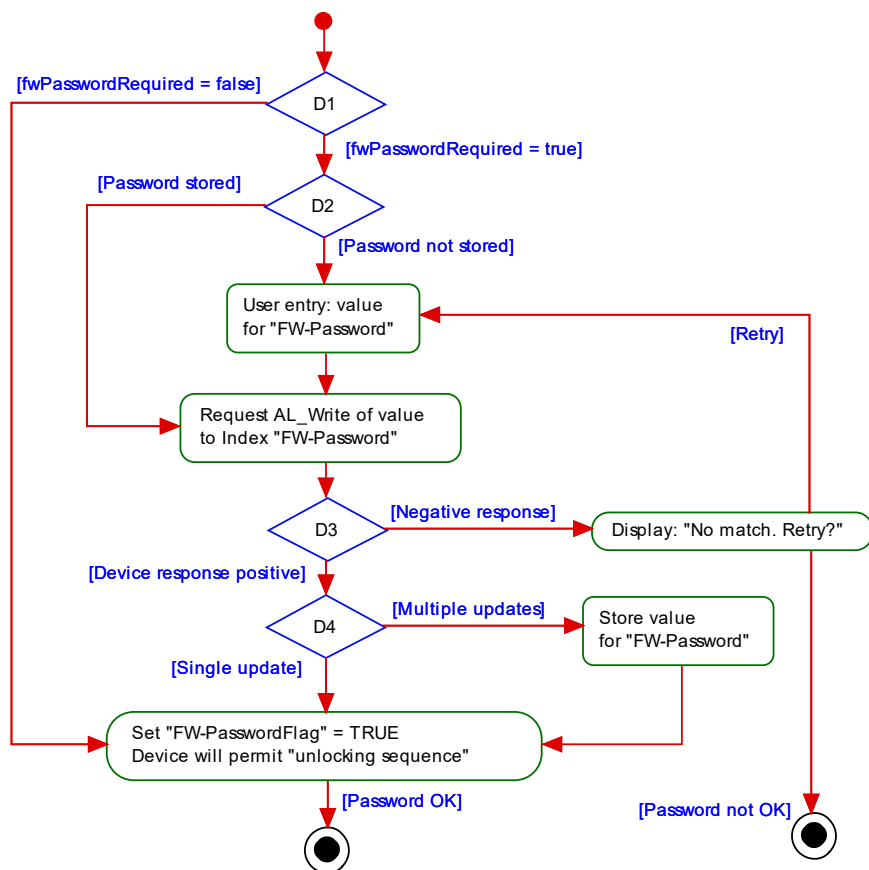 [fwPasswordRequired = false]
D1
[fwPasswordRequired = true]
[Password stored]
D2
[Password not stored]
User entry: value
for "FW-Password"
[Retry]
Request AL_Write of value
to Index "FW-Password"
[Negative response]
D3
Display: "No match. Retry?"
[Device response positive]
[Multiple updates]
D4
Store value
for "FW-Password"
[Single update]
Set "FW-PasswordFlag" = TRUE
Device will permit "unlocking sequence"
[Password OK]
[Password not OK]